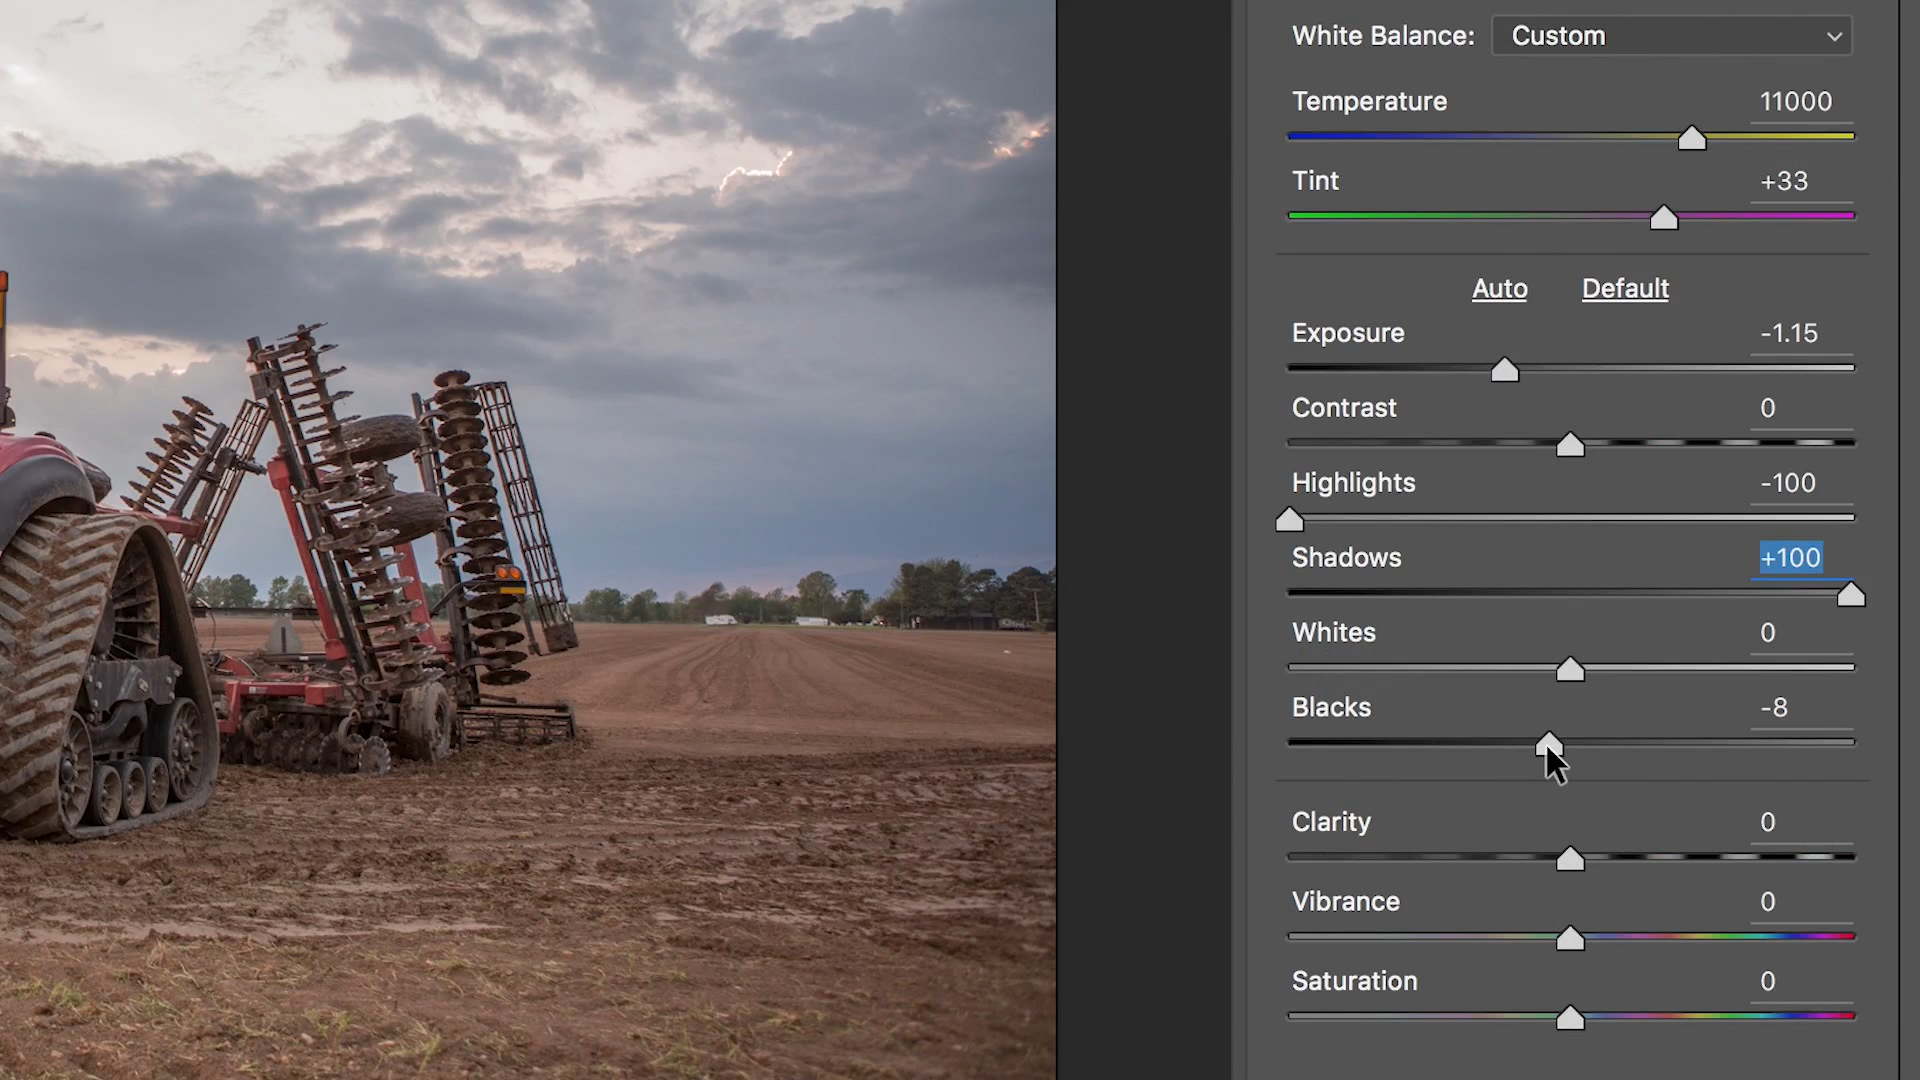 White Balance: Custom
Temperature 11000
Tint +33
Auto Default
Exposure -1.15
Contrast 0
Highlights -100
Shadows +100
Whites 0
Blacks -8
Clarity 0
Vibrance 0
Saturation 0